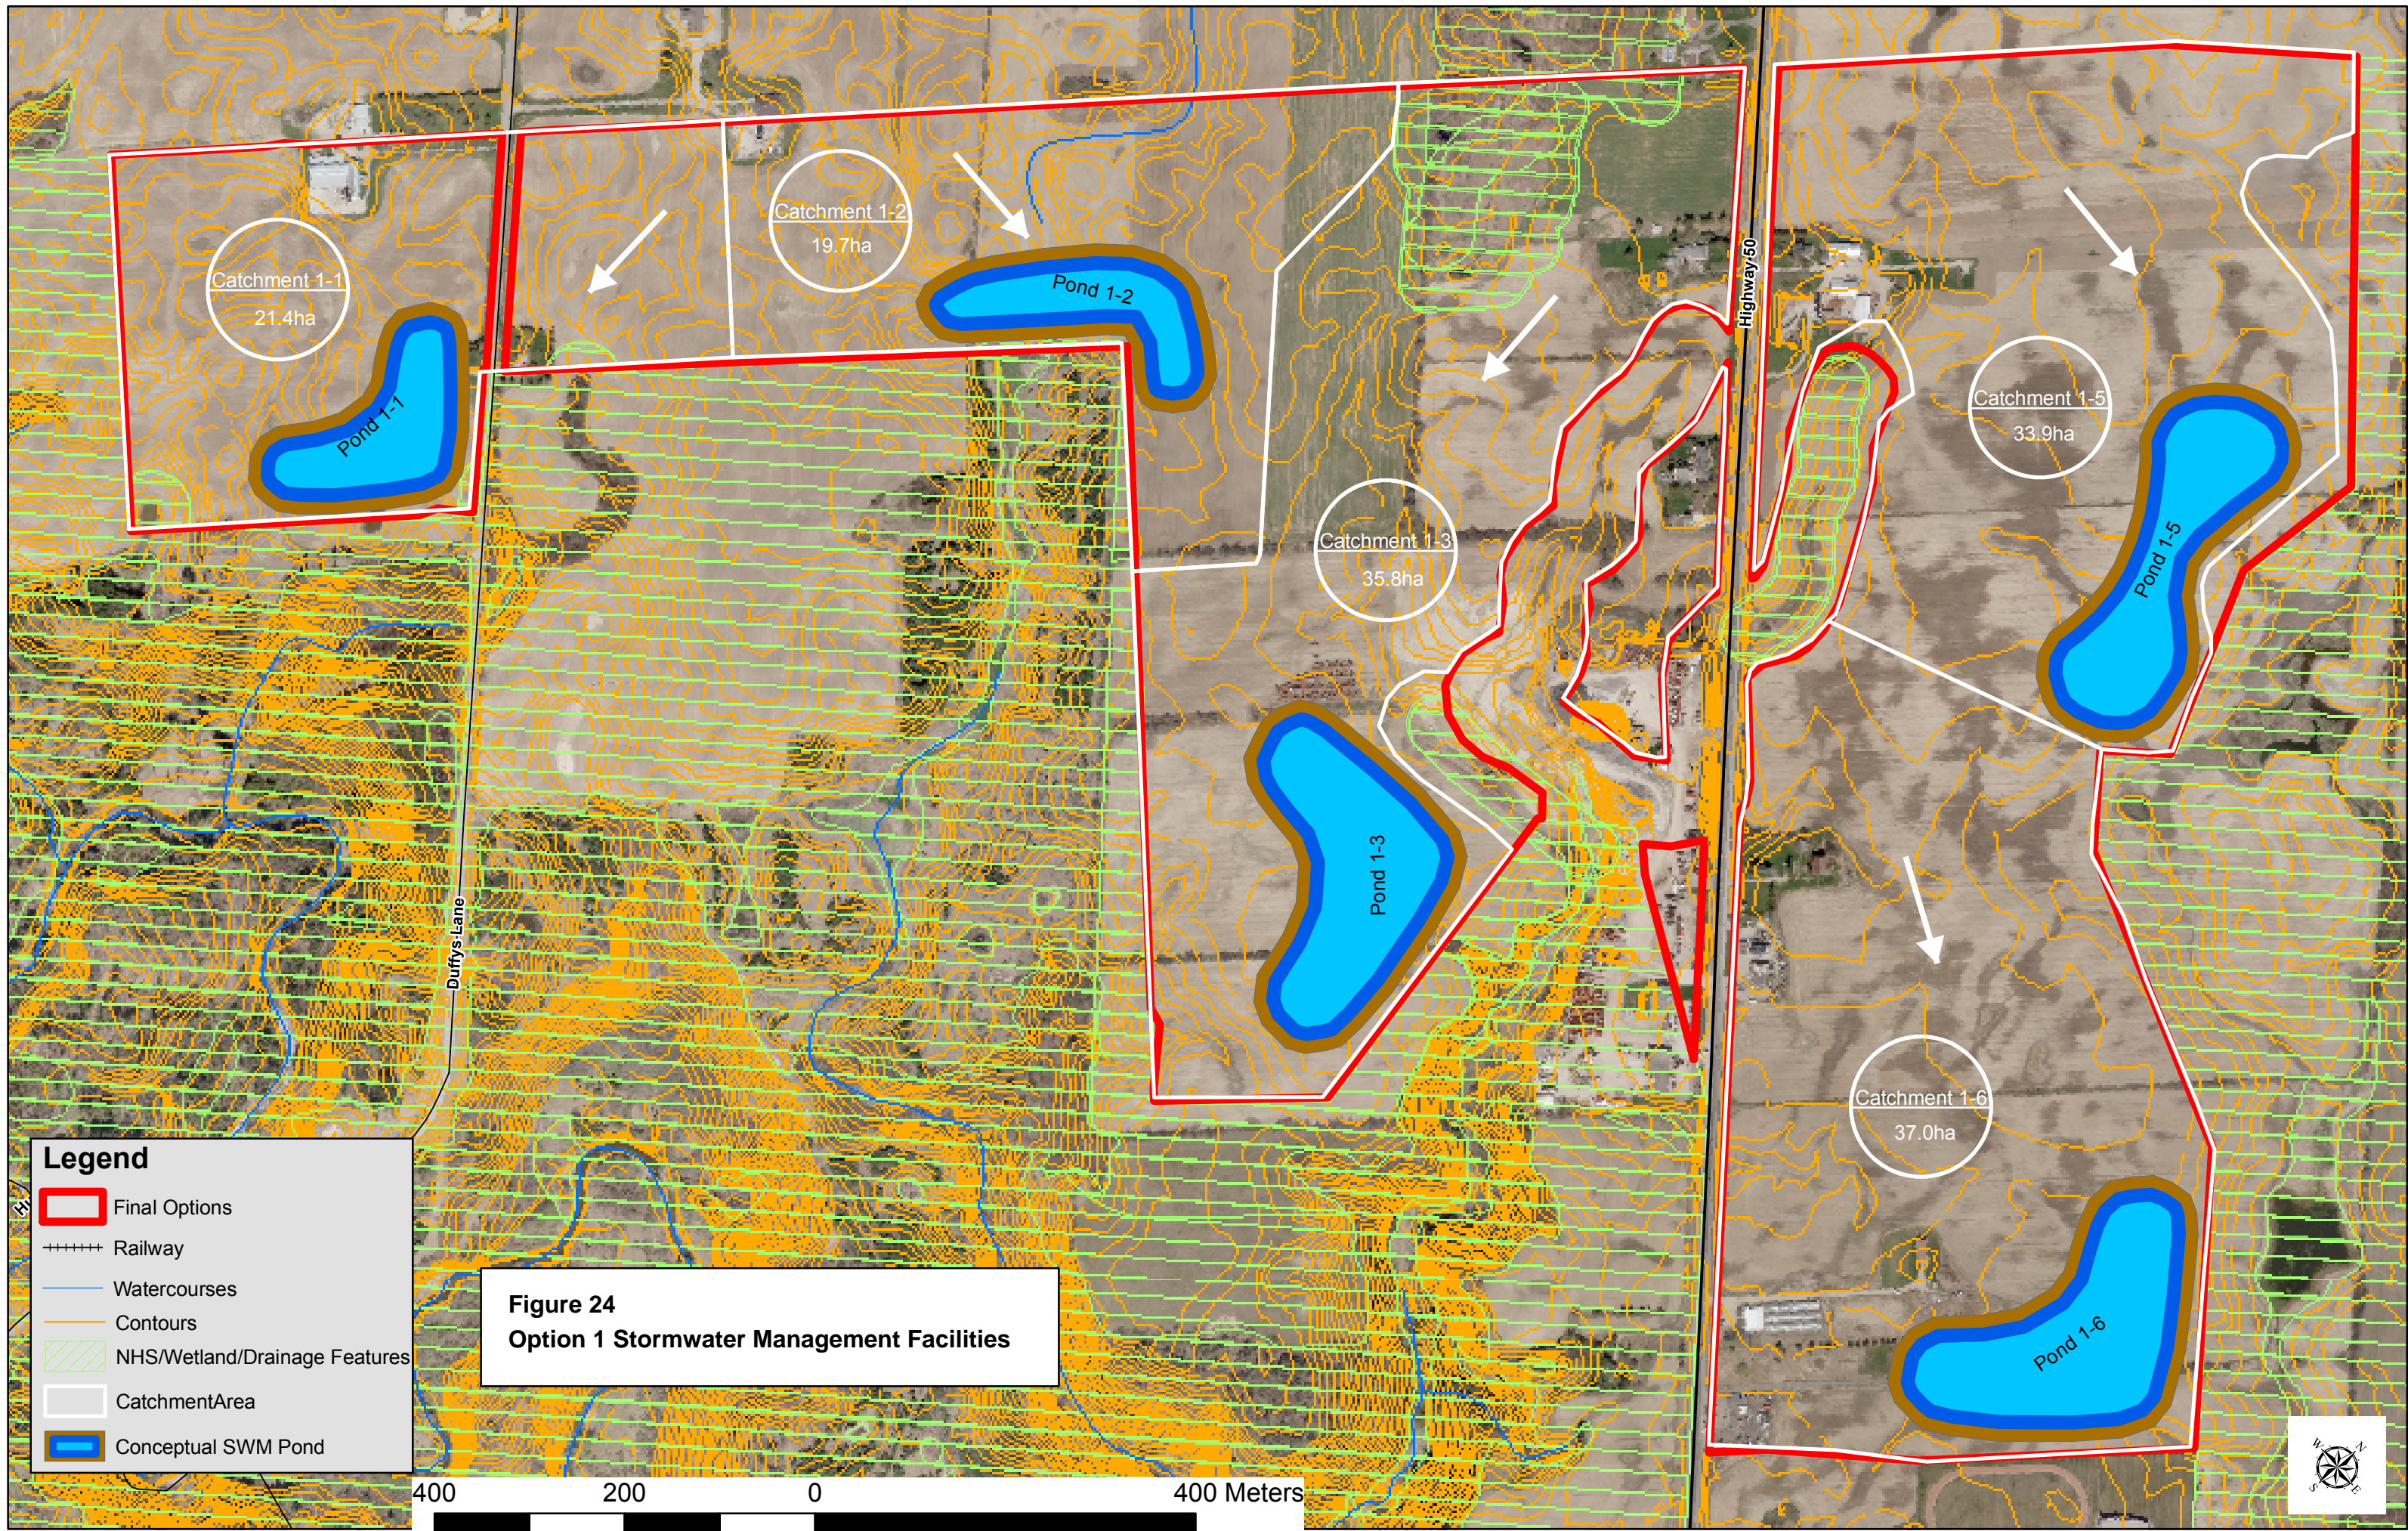 Catchment 1-1
21.4ha
Pond 1-1
Catchment 1-2
19.7ha
Pond 1-2
Catchment 1-3
35.8ha
Pond 1-3
Highway 50
Catchment 1-5
33.9ha
Pond 1-5
Catchment 1-6
37.0ha
Pond 1-6
Duffys Lane
Legend
Final Options
Railway
Watercourses
Contours
NHS/Wetland/Drainage Features
CatchmentArea
Conceptual SWM Pond
Figure 24
Option 1 Stormwater Management Facilities
400 200 0 400 Meters
W N
S E